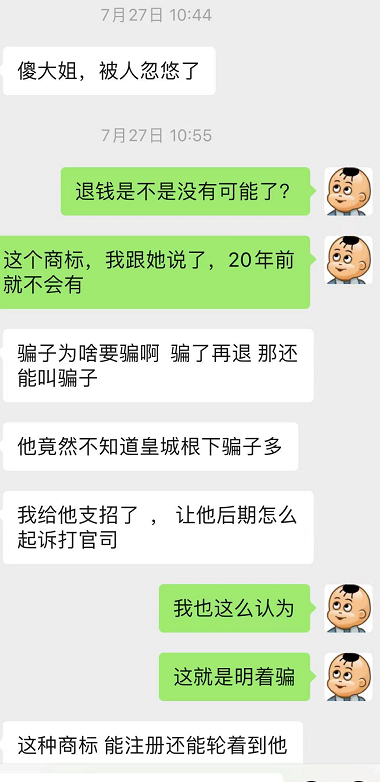 7月27日 10:44
傻大姐，被人忽悠了
7月27日 10:55
退钱是不是没有可能了?
这个商标，我跟她说了，20年前
就不会有
骗子为啥要骗啊 骗了再退 那还
能叫骗子
他竟然不知道皇城根下骗子多
我给他支招了 ， 让他后期怎么
起诉打官司
我也这么认为
这就是明着骗
这种商标 能注册还能轮着到他